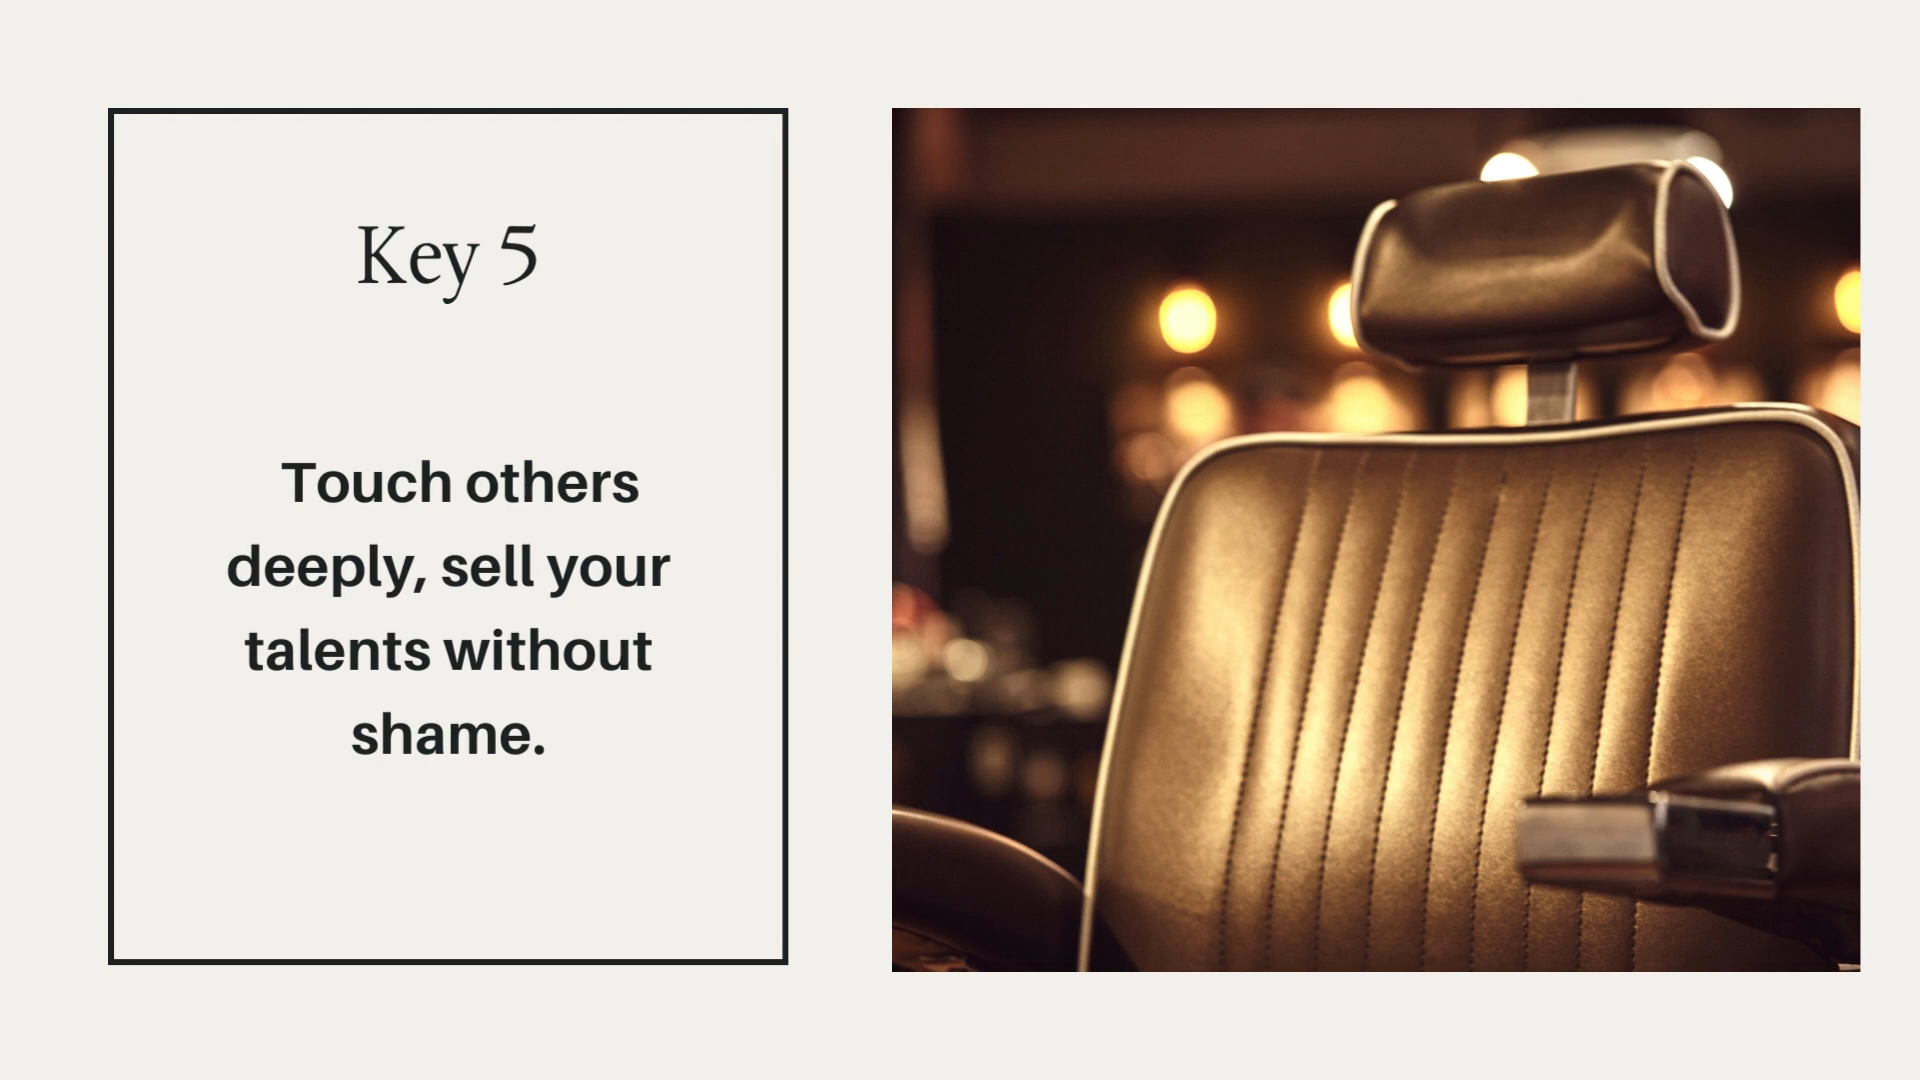 Key 5
Touch others
deeply, sell your
talents without
shame.